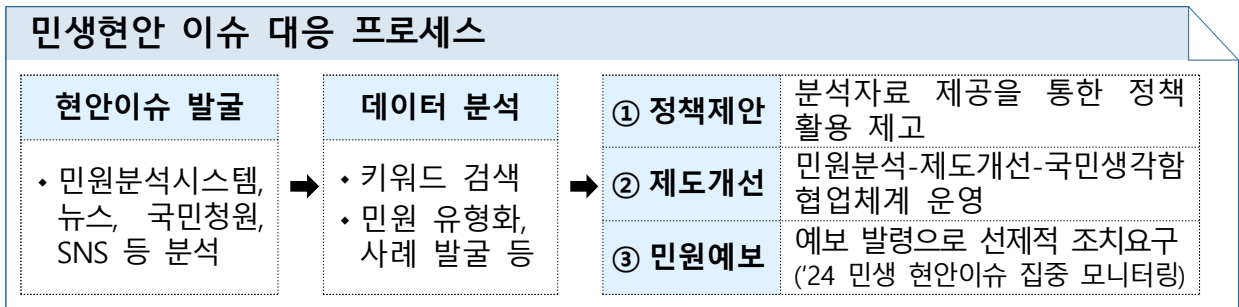 민생현안 이슈 대응 프로세스
현안이슈 발굴
• 민원분석시스템,
뉴스, 국민청원,
SNS 등 분석
➡
데이터 분석
• 키워드 검색
• 민원 유형화,
사례 발굴 등
➡
① 정책제안
분석자료 제공을 통한 정책
활용 제고
② 제도개선
민원분석-제도개선-국민생각함
협업체계 운영
③ 민원예보
예보 발령으로 선제적 조치요구
('24 민생 현안이슈 집중 모니터링)